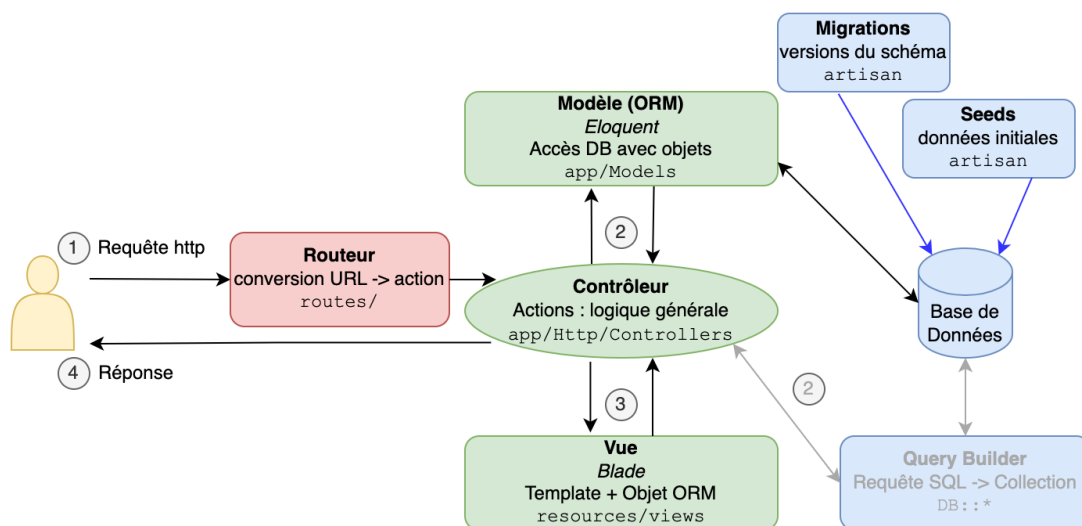 Migrations
versions du schéma
artisan
Modèle (ORM)
Eloquent
Accès DB avec objets
app/Models
Seeds
données initiales
artisan
1 Requête http
2
Routeur
conversion URL -> action
routes/
Contrôleur
Actions : logique générale
app/Http/Controllers
Base de
Données
4 Réponse
3
2
Vue
Blade
Template + Objet ORM
resources/views
Query Builder
Requête SQL -> Collection
DB::*